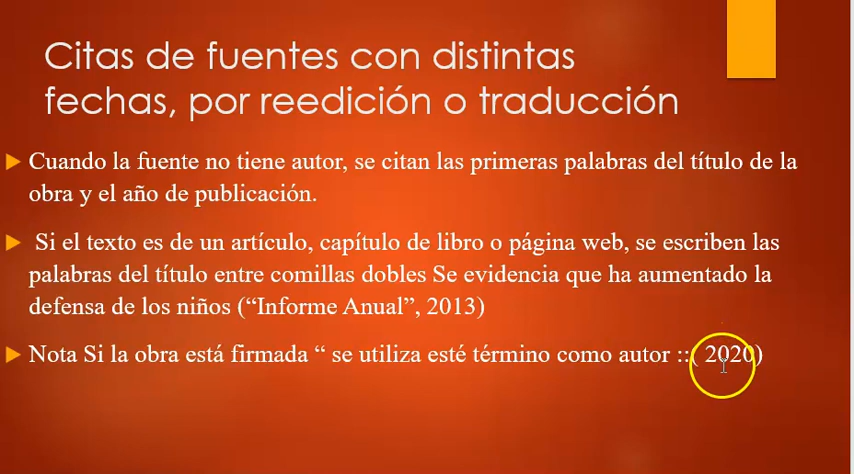 Citas de fuentes con distintas
fechas, por reedición o traducción
Cuando la fuente no tiene autor, se citan las primeras palabras del título de la
obra y el año de publicación.
Si el texto es de un artículo, capítulo de libro o página web, se escriben las
palabras del título entre comillas dobles Se evidencia que ha aumentado la
defensa de los niños (“Informe Anual”, 2013)
Nota Si la obra está firmada “ se utiliza esté término como autor ::( 2020)